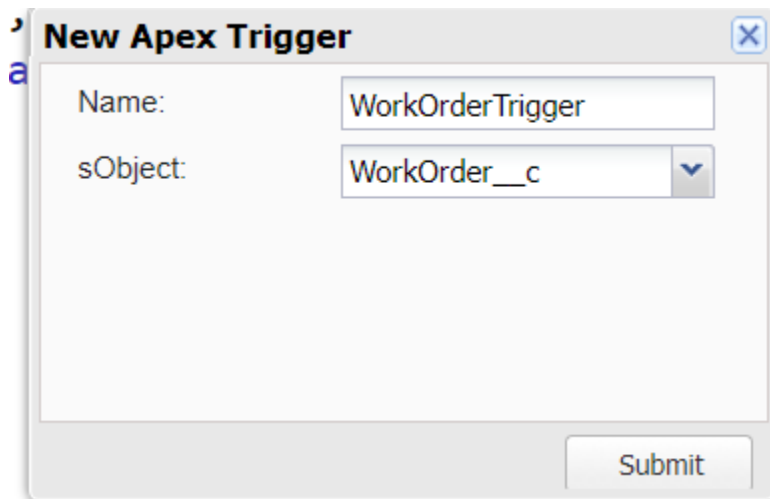 ,
a
New Apex Trigger
Name:
WorkOrderTrigger
sObject:
WorkOrder__c
Submit